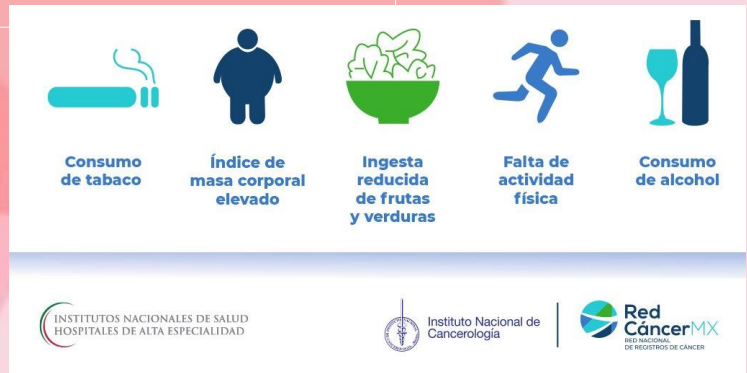 Consumo
de tabaco
Índice de
masa corporal
elevado
Ingesta
reducida
de frutas
y verduras
Falta de
actividad
física
Consumo
de alcohol
INSTITUTOS NACIONALES DE SALUD
HOSPITALES DE ALTA ESPECIALIDAD
Instituto Nacional de
Cancerología
Red
CáncerMX
RED NACIONAL
DE REGISTROS DE CÁNCER